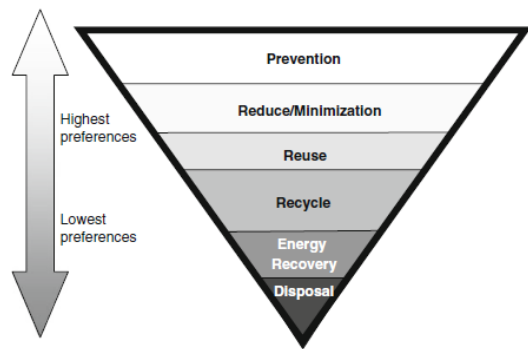 Prevention
Reduce/Minimization
Highest
preferences
Reuse
Recycle
Lowest
preferences
Energy
Recovery
Disposal